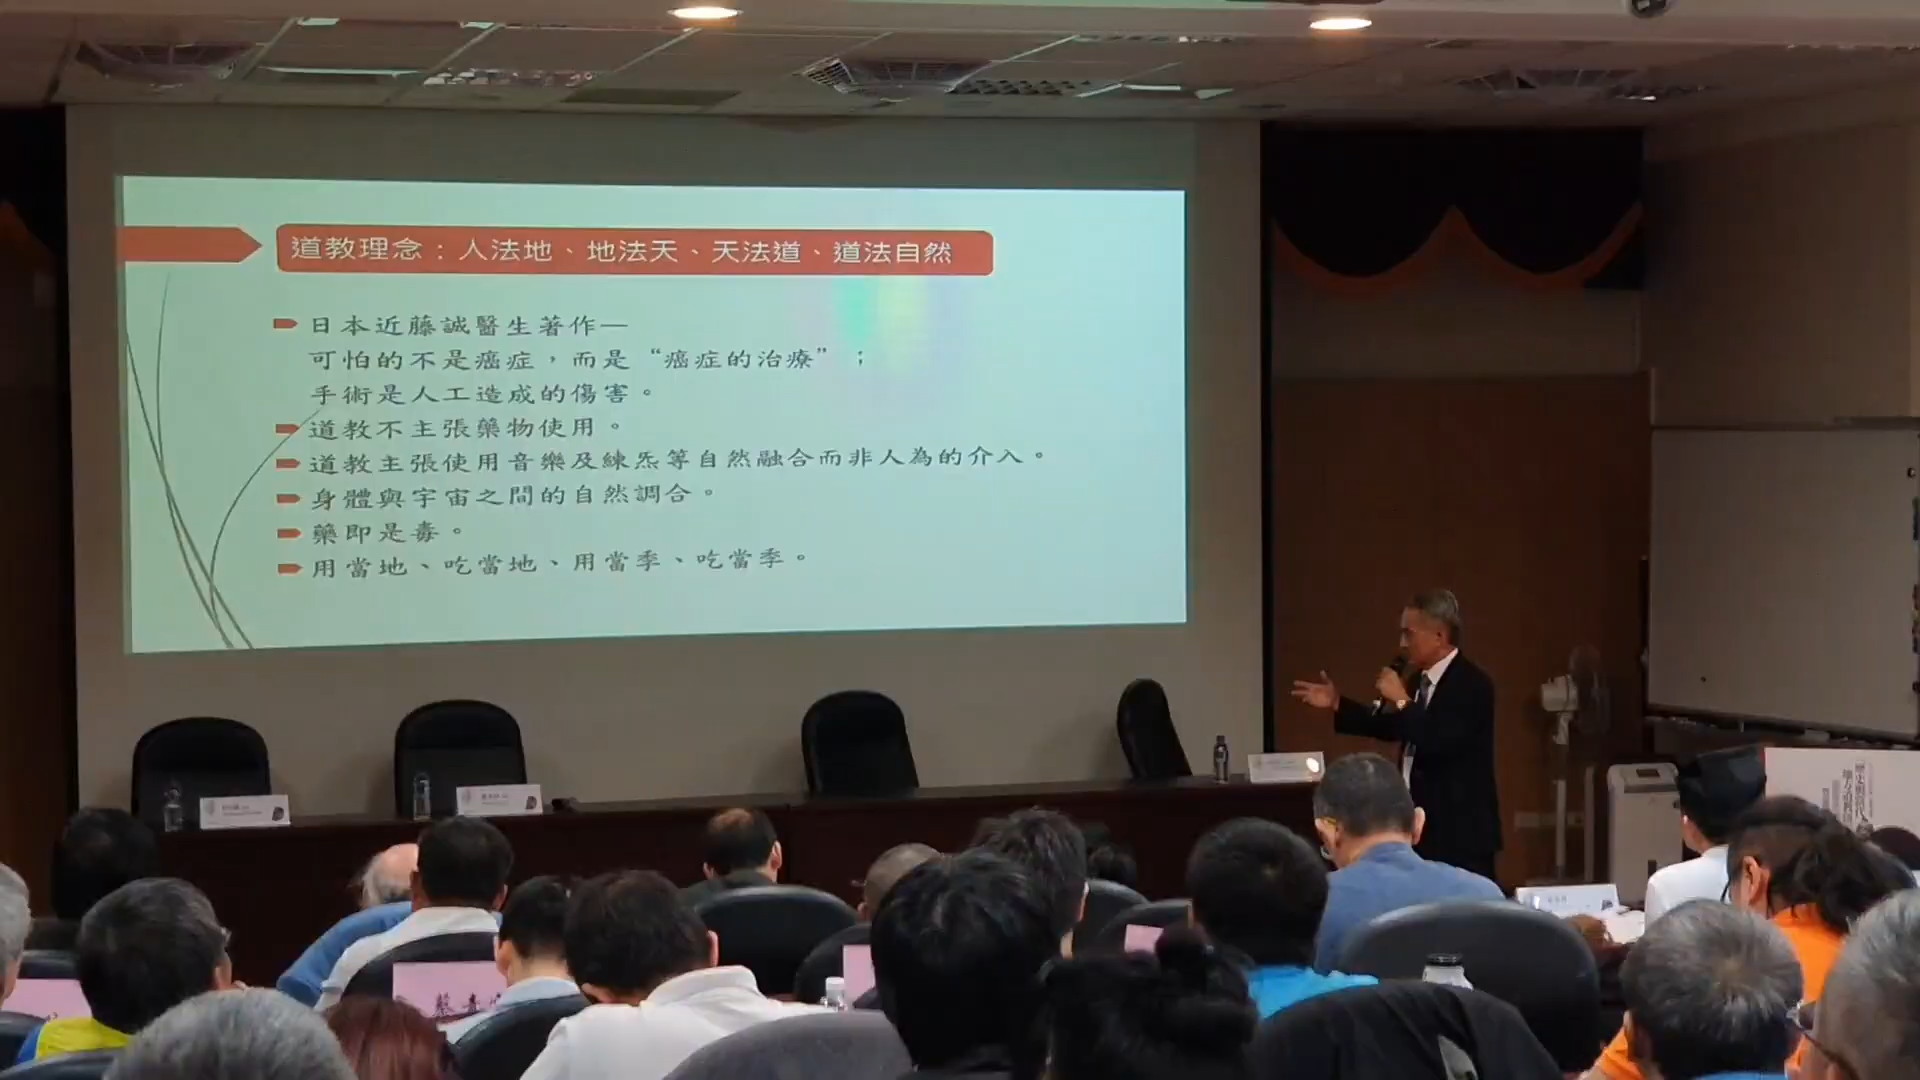 道教理念：人法地、地法天、天法道、道法自然
日本近藤誠醫生著作—
可怕的不是癌症，而是“癌症的治療”；
手術是人工造成的傷害。
道教不主張藥物使用。
道教主張使用音樂及練炁等自然融合而非人為的介入。
身體與宇宙之間的自然調合。
藥即是毒。
用當地、吃當地、用當季、吃當季。